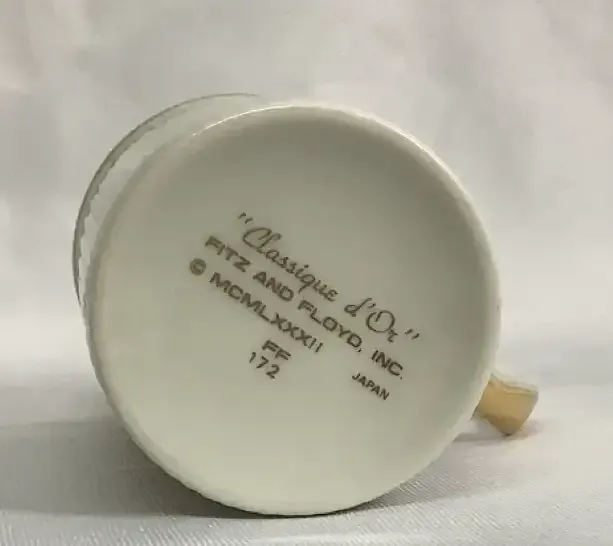 "Classique d'Or"
FITZ AND FLOYD, INC.
© MCMLXXXII
FF
172
JAPAN